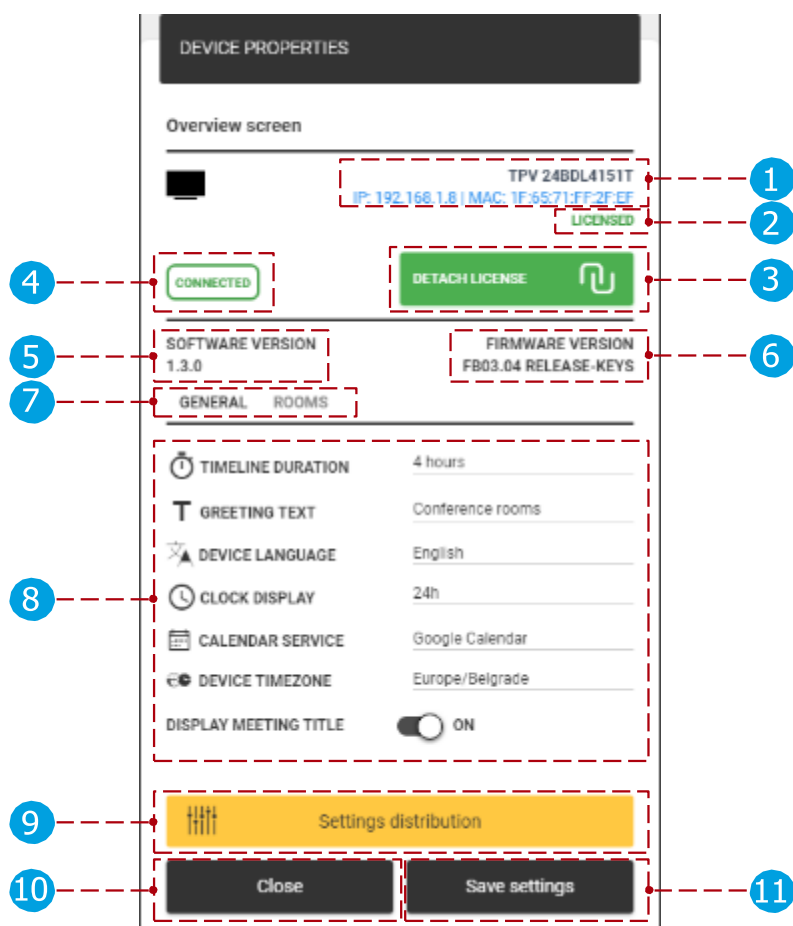 DEVICE PROPERTIES
Overview screen
TPV 24BDL4151T
1
IP: 192.168.1.8 | MAC: 1F:65:71:FF:2F:EF
LICENSED
2
4
CONNECTED
DETACH LICENSE
3
SOFTWARE VERSION
FIRMWARE VERSION
5
1.3.0
FB03.04 RELEASE-KEYS
6
7
GENERAL ROOMS
TIMELINE DURATION 4 hours
GREETING TEXT Conference rooms
DEVICE LANGUAGE English
8
CLOCK DISPLAY 24h
CALENDAR SERVICE Google Calendar
DEVICE TIMEZONE Europe/Belgrade
DISPLAY MEETING TITLE ON
9
Settings distribution
10
Close
Save settings
11